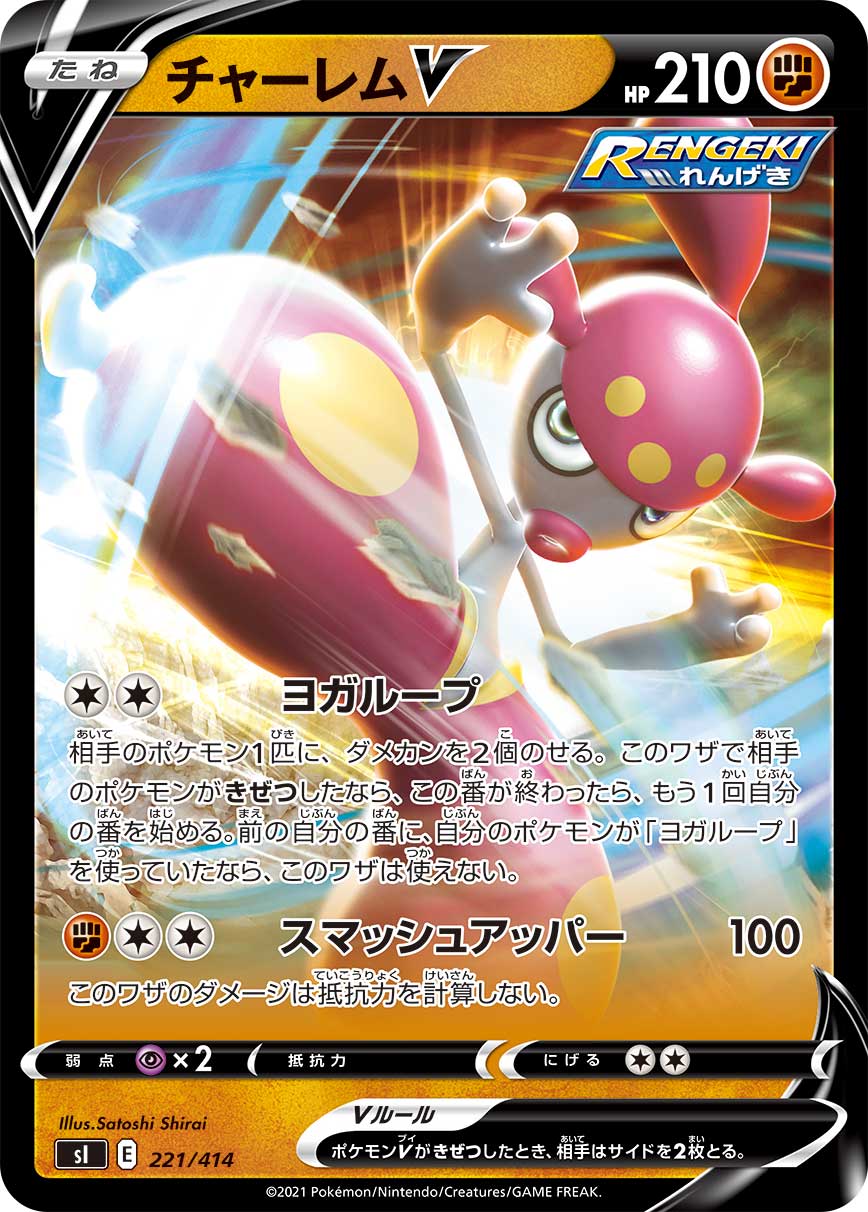 たね チャーレムV HP 210
RENGEKI
れんげき
ヨガループ
相手のポケモン1匹に、ダメカンを2個のせる。このワザで相手
のポケモンがきぜつしたなら、この番が終わったら、もう1回自分
の番を始める。前の自分の番に、自分のポケモンが「ヨガループ」
を使っていたなら、このワザは使えない。
スマッシュアッパー 100
このワザのダメージは抵抗力を計算しない。
弱点 ×2 抵抗力 にげる
Illus.Satoshi Shirai
Vルール
ポケモンVがきぜつしたとき、相手はサイドを2枚とる。
sI E 221/414
©2021 Pokémon/Nintendo/Creatures/GAME FREAK.